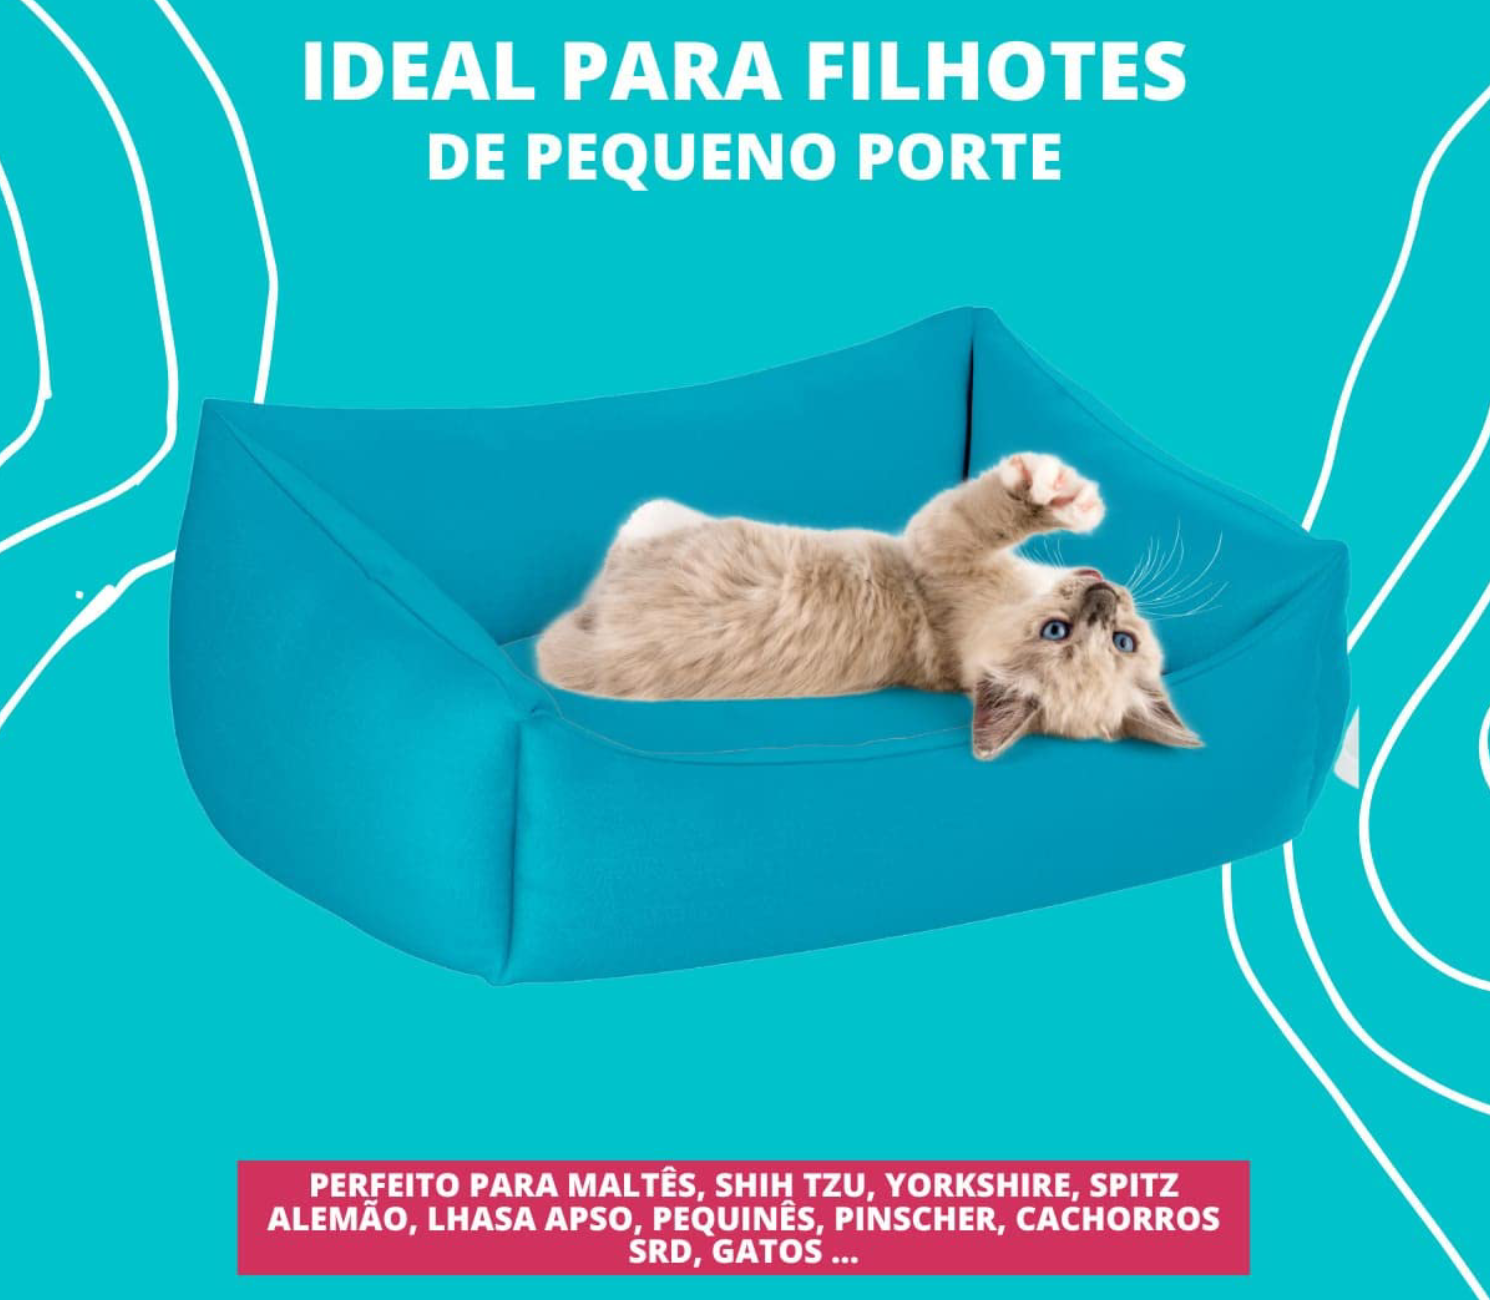 IDEAL PARA FILHOTES
DE PEQUENO PORTE
PERFEITO PARA MALTÊS, SHIH TZU, YORKSHIRE, SPITZ
ALEMÃO, LHASA APSO, PEQUINÊS, PINSCHER, CACHORROS
SRD, GATOS ...